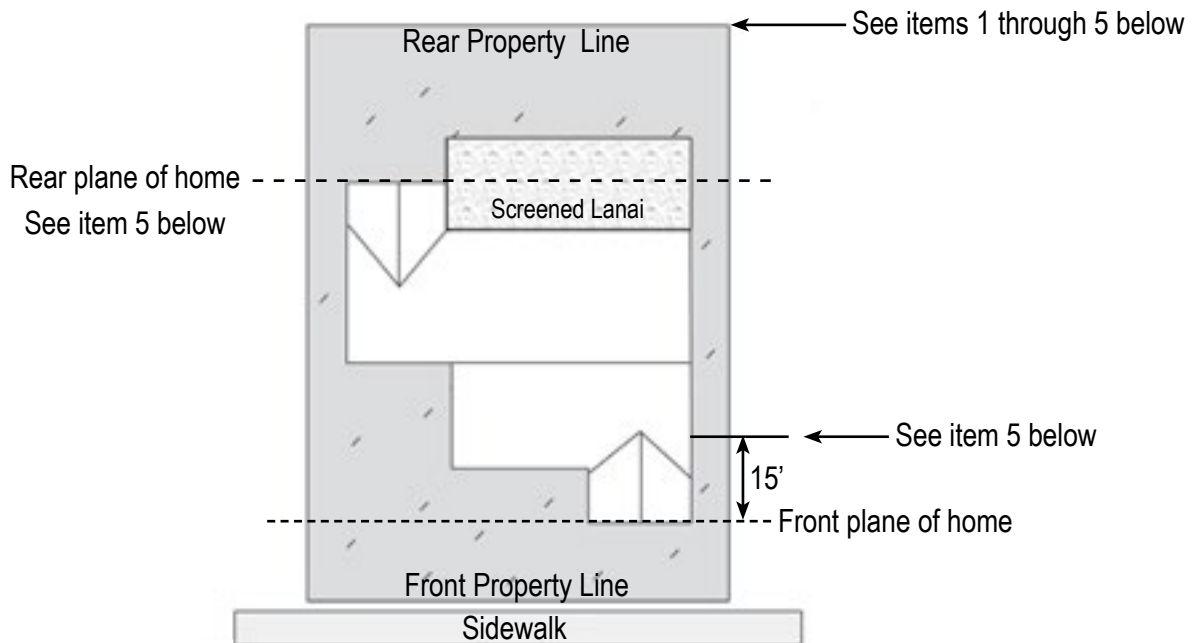 See items 1 through 5 below
Rear Property Line
Rear plane of home
See item 5 below
Screened Lanai
See item 5 below
15’
Front plane of home
Front Property Line
Sidewalk